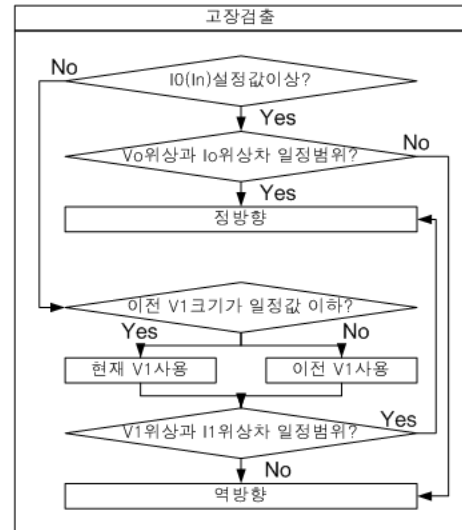 고장검출
No
I0(In)설정값이상?
Yes
No
Vo위상과 Io위상차 일정범위?
Yes
정방향
이전 V1크기가 일정값 이하?
Yes
No
현재 V1사용
이전 V1사용
Yes
V1위상과 I1위상차 일정범위?
No
역방향